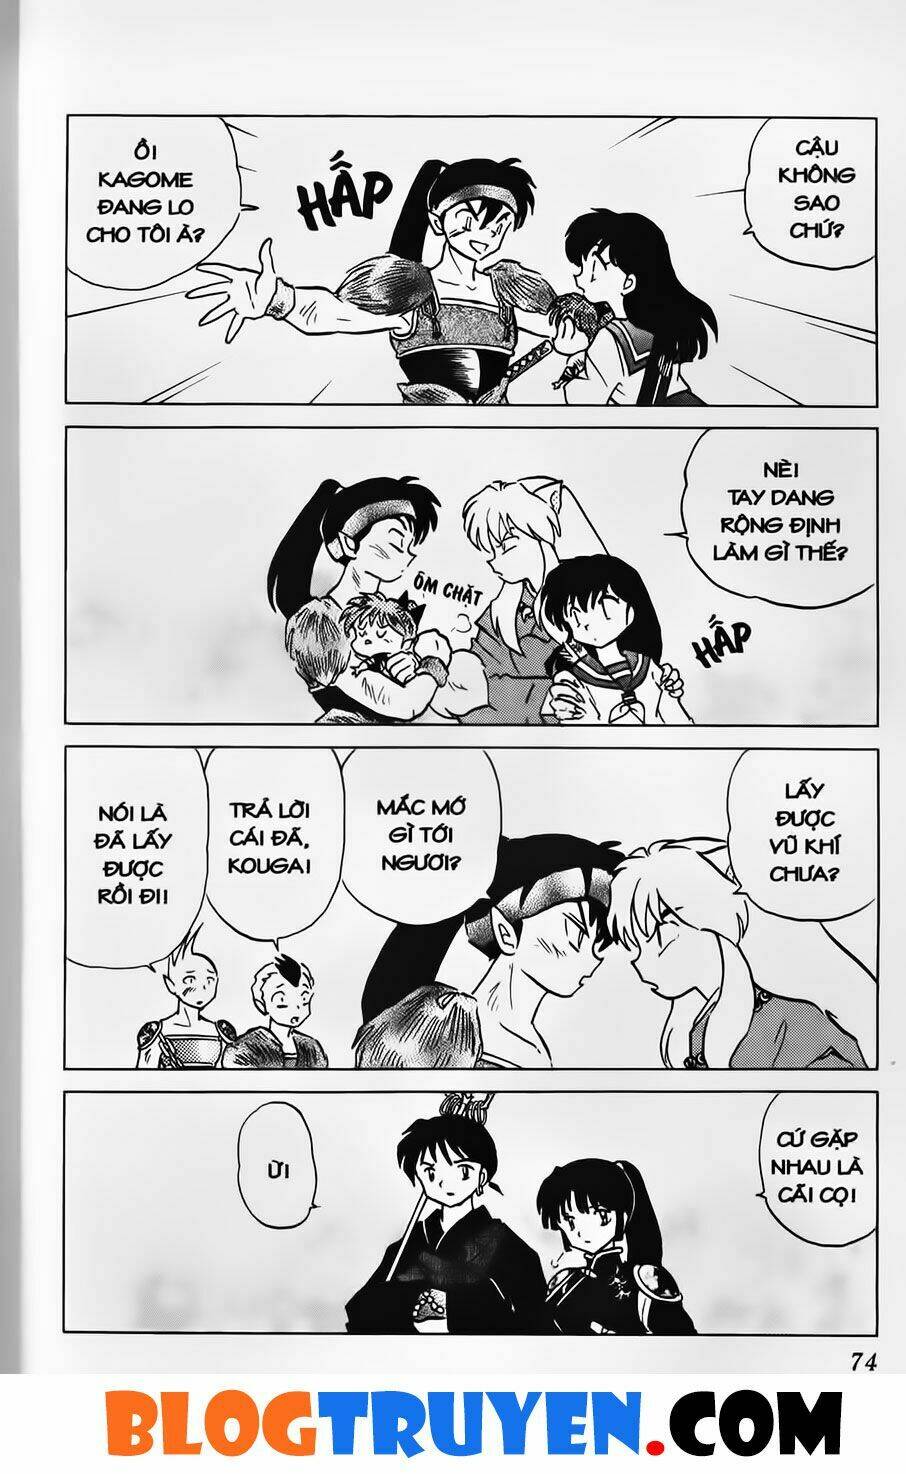 CẬU
KHÔNG
SAO
CHỨ?
HẤP
ỒI
KAGOME
ĐANG LO
CHO TÔI À?
NÈI
TAY DANG
RỘNG ĐỊNH
LÀM GÌ THẾ?
ÔM CHẶT
HẤP
LẤY
ĐƯỢC
VŨ KHÍ
CHƯA?
MẮC MỚ
GÌ TỚI
NGƯƠI?
TRẢ LỜI
CÁI ĐÃ,
KOUGA!
NÓI LÀ
ĐÃ LẤY
ĐƯỢC
RỒI ĐI!
CỨ GẶP
NHAU LÀ
CÃI CỌ!
ỪI
74
BLOGTRUYEN.COM